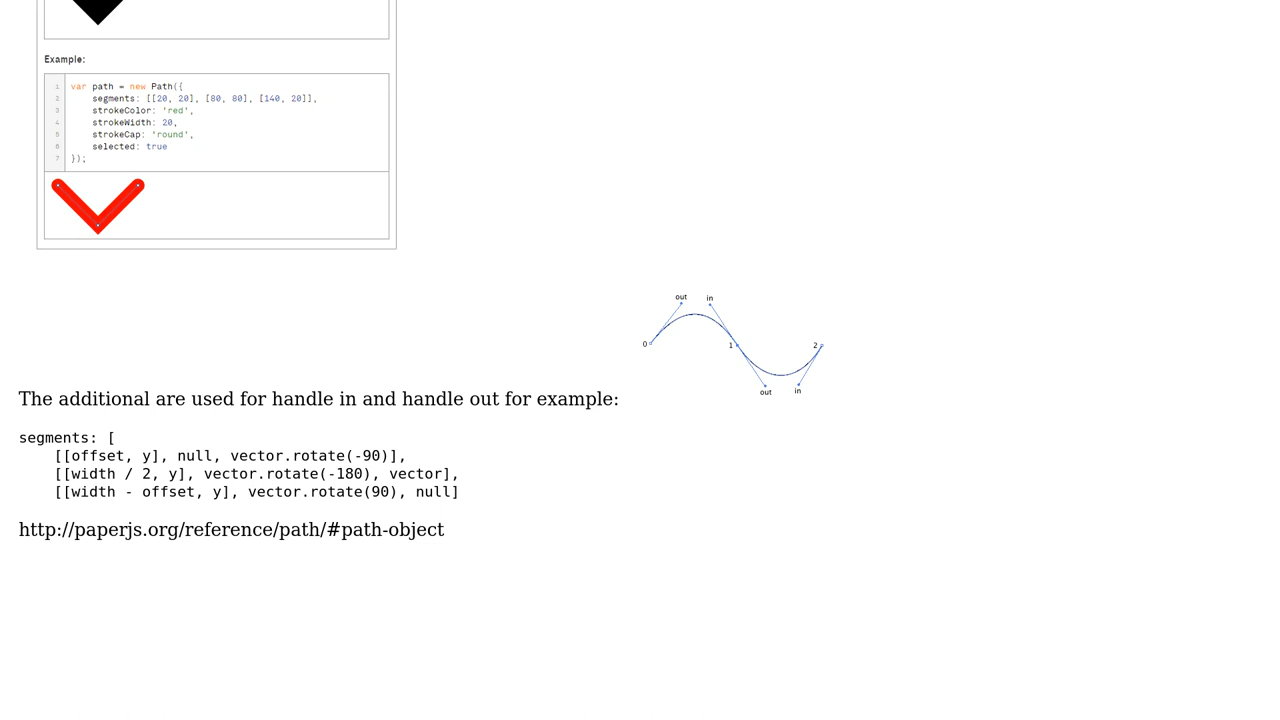 Example:
1 var path = new Path({
2     segments: [[20, 20], [80, 80], [140, 20]],
3     strokeColor: 'red',
4     strokeWidth: 20,
5     strokeCap: 'round',
6     selected: true
7 });
out in
0 1 2
out in
The additional are used for handle in and handle out for example:
segments: [
    [[offset, y], null, vector.rotate(-90)],
    [[width / 2, y], vector.rotate(-180), vector],
    [[width - offset, y], vector.rotate(90), null]
http://paperjs.org/reference/path/#path-object